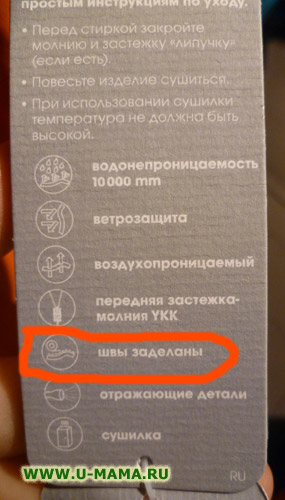 простым инструкциям по уходу.
• Перед стиркой закройте
молнию и застежку "липучку"
(если есть).
• Повесьте изделие сушиться.
• При использовании сушилки
температура не должна быть
высокой.
водонепроницаемость
10 000 mm
ветрозащита
воздухопроницаемый
передняя застежка-
молния YKK
швы заделаны
отражающие детали
сушилка
RU
WWW.U-MAMA.RU